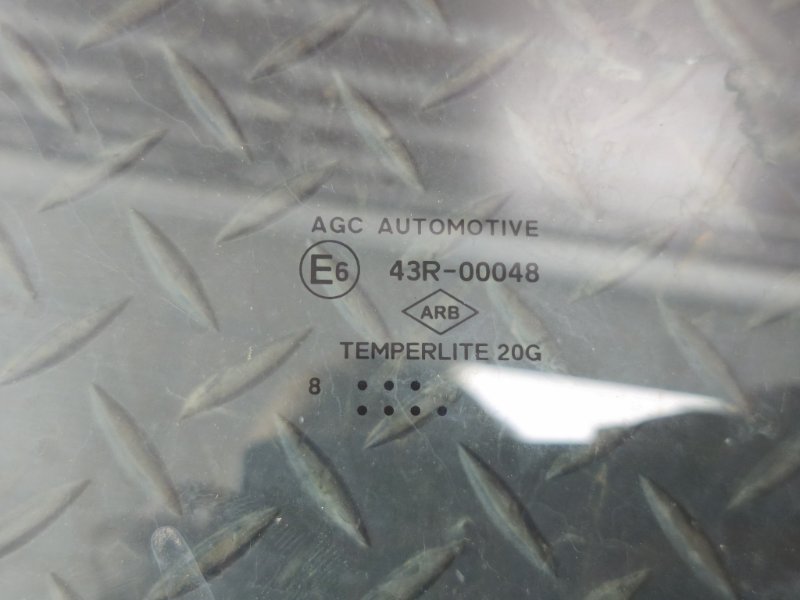 AGC AUTOMOTIVE
E6 43R-00048
ARB
TEMPERLITE 20G
8